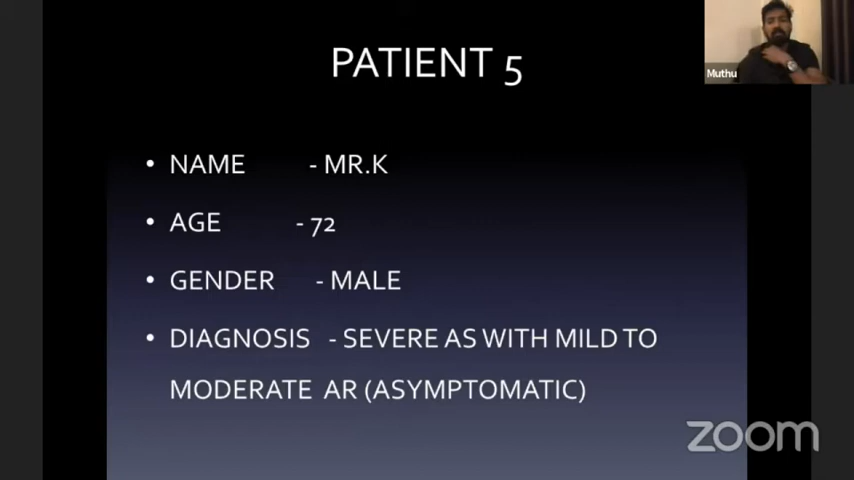 PATIENT 5
Muthu
• NAME - MR.K
• AGE - 72
• GENDER - MALE
• DIAGNOSIS - SEVERE AS WITH MILD TO
MODERATE AR (ASYMPTOMATIC)
zoom